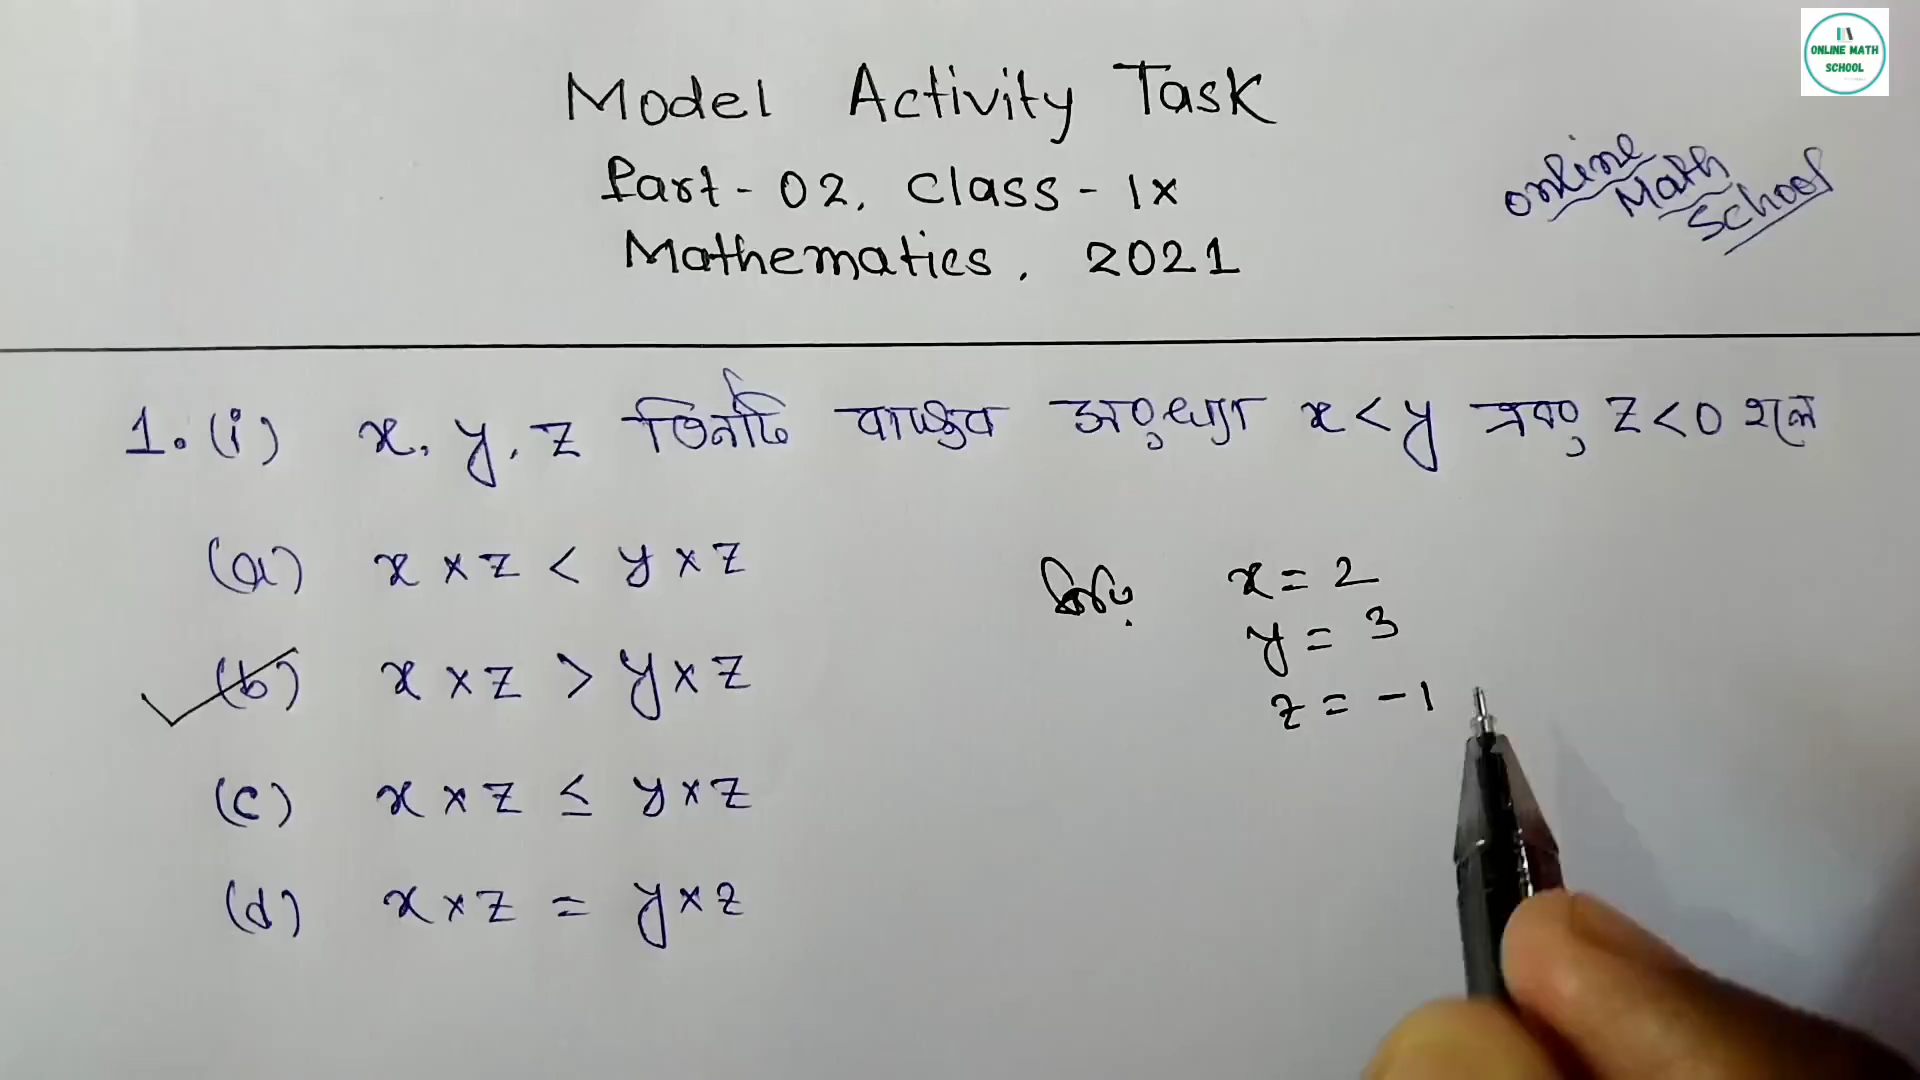 ONLINE MATH
SCHOOL
Model Activity Task
Part - 02, Class - IX
Mathematics, 2021
online
Math
School
1. (i) x, y, z তিনটি বাস্তব সংখ্যা x < y এবং z < 0 হলে
(a) x × z < y × z
(b) x × z > y × z
(c) x × z ≤ y × z
(d) x × z = y × z
x = 2
y = 3
z = -1